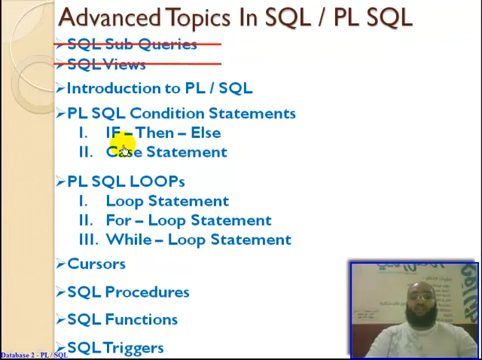 Advanced Topics In SQL / PL SQL
SQL Sub Queries
SQL Views
Introduction to PL / SQL
PL SQL Condition Statements
I. IF – Then – Else
II. Case Statement
PL SQL LOOPs
I. Loop Statement
II. For – Loop Statement
III. While – Loop Statement
Cursors
SQL Procedures
SQL Functions
SQL Triggers
Database 2 - PL / SQL